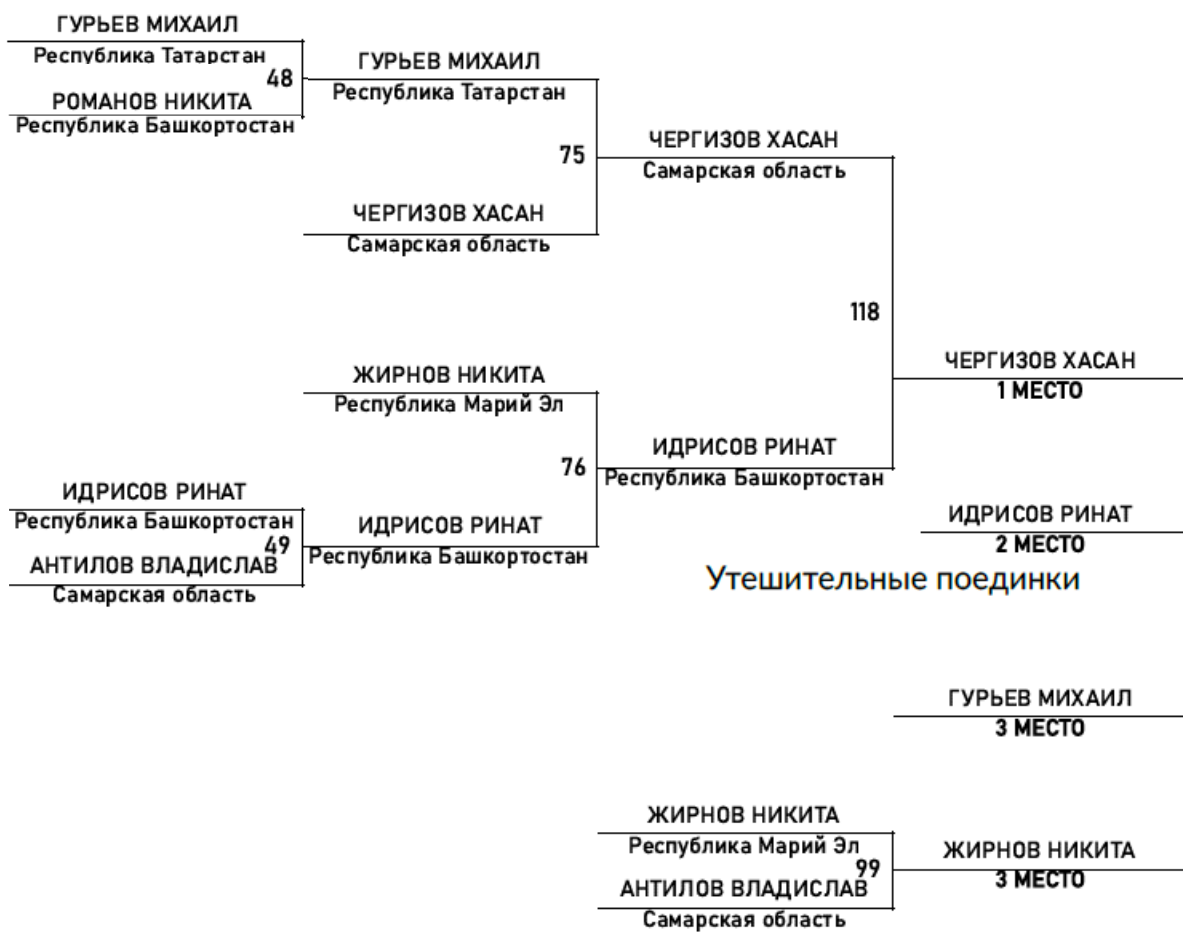 ГУРЬЕВ МИХАИЛ
Республика Татарстан
48
РОМАНОВ НИКИТА
Республика Башкортостан
ГУРЬЕВ МИХАИЛ
Республика Татарстан
75
ЧЕРГИЗОВ ХАСАН
Самарская область
ЧЕРГИЗОВ ХАСАН
Самарская область
118
ЖИРНОВ НИКИТА
Республика Марий Эл
76
ИДРИСОВ РИНАТ
Республика Башкортостан
ИДРИСОВ РИНАТ
Республика Башкортостан
49
АНТИЛОВ ВЛАДИСЛАВ
Самарская область
ИДРИСОВ РИНАТ
Республика Башкортостан
ЧЕРГИЗОВ ХАСАН
1 МЕСТО
ИДРИСОВ РИНАТ
2 МЕСТО
Утешительные поединки
ГУРЬЕВ МИХАИЛ
3 МЕСТО
ЖИРНОВ НИКИТА
Республика Марий Эл
99
АНТИЛОВ ВЛАДИСЛАВ
Самарская область
ЖИРНОВ НИКИТА
3 МЕСТО